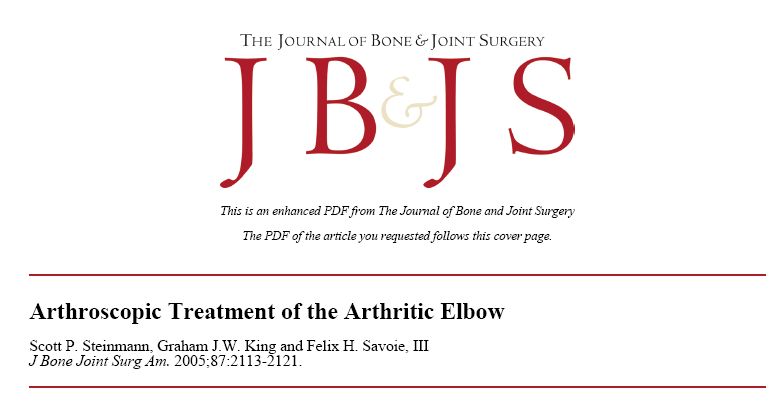 THE JOURNAL OF BONE & JOINT SURGERY
J B & J S
This is an enhanced PDF from The Journal of Bone and Joint Surgery
The PDF of the article you requested follows this cover page.
Arthroscopic Treatment of the Arthritic Elbow
Scott P. Steinmann, Graham J.W. King and Felix H. Savoie, III
J Bone Joint Surg Am. 2005;87:2113-2121.